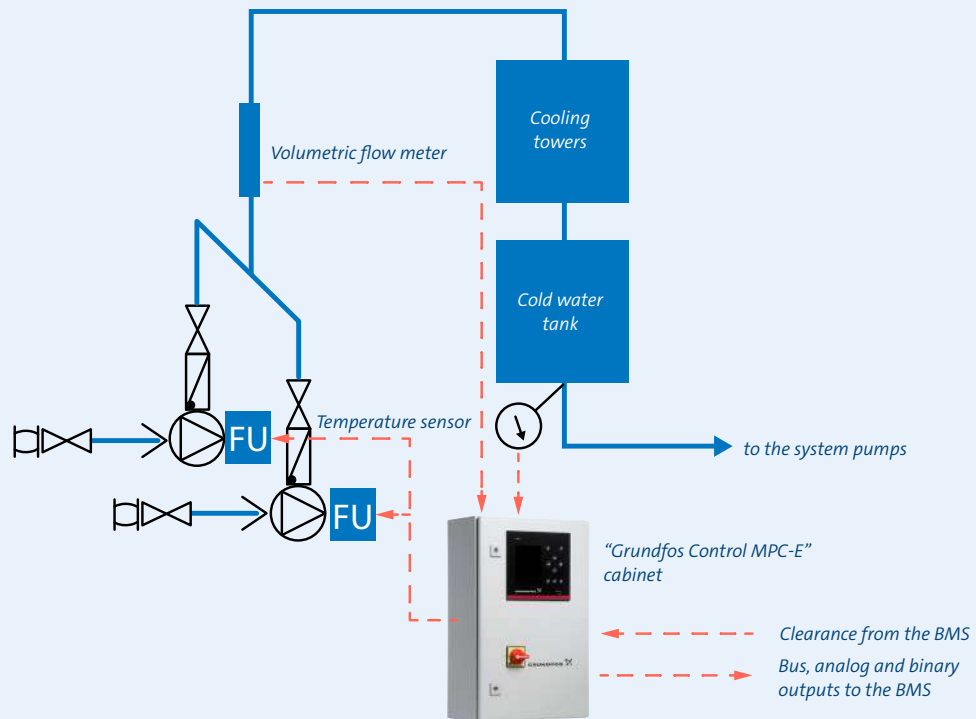 Cooling
towers
Volumetric flow meter
Cold water
tank
Temperature sensor
FU
to the system pumps
FU
“Grundfos Control MPC-E”
cabinet
GRUNDFOS
Clearance from the BMS
Bus, analog and binary
outputs to the BMS